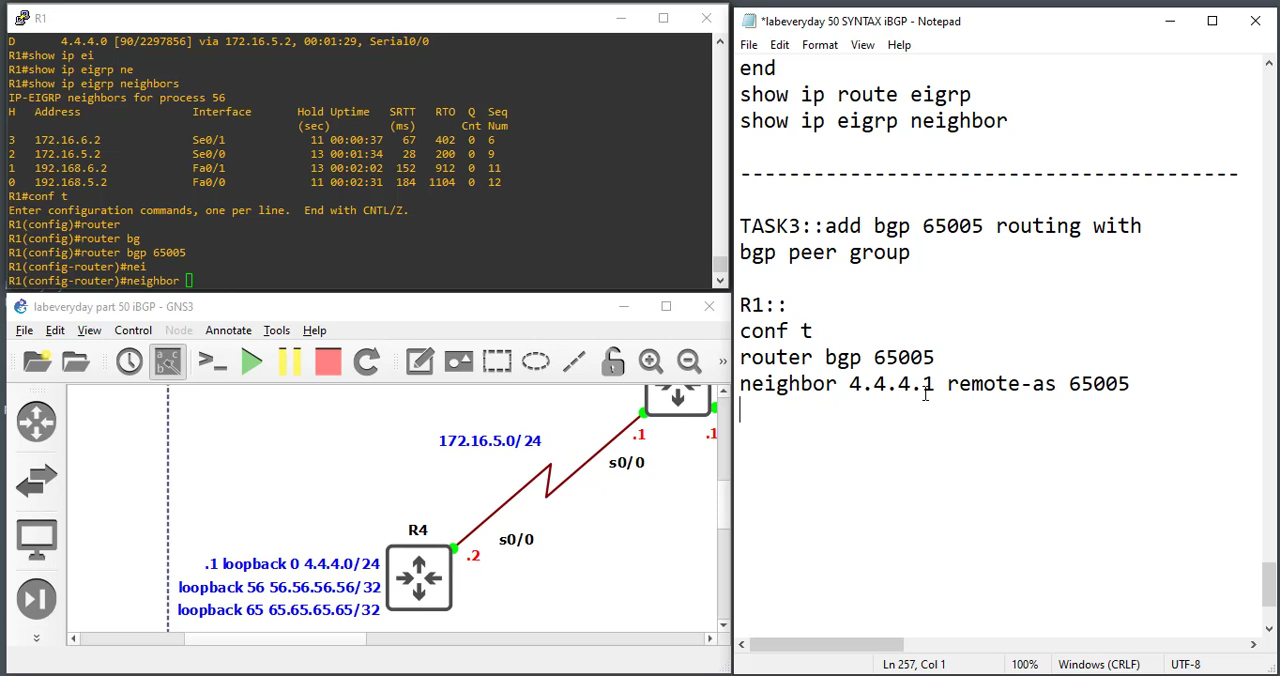 R1
D       4.4.4.0 [90/2297856] via 172.16.5.2, 00:01:29, Serial0/0
R1#show ip ei
R1#show ip eigrp ne
R1#show ip eigrp neighbors
IP-EIGRP neighbors for process 56
H   Address                 Interface       Hold Uptime   SRTT   RTO  Q  Seq
(sec)         (ms)       Cnt Num
3   172.16.6.2              Se0/1             11 00:00:37   67   402  0  6
2   172.16.5.2              Se0/0             13 00:01:34   28   200  0  9
1   192.168.6.2             Fa0/1             13 00:02:02  152   912  0  11
0   192.168.5.2             Fa0/0             11 00:02:31  184  1104  0  12
R1#conf t
Enter configuration commands, one per line.  End with CNTL/Z.
R1(config)#router
R1(config)#router bg
R1(config)#router bgp 65005
R1(config-router)#nei
R1(config-router)#neighbor
labeveryday part 50 iBGP - GNS3
File Edit View Control Node Annotate Tools Help
172.16.5.0/24
.1
.1
s0/0
R4
s0/0
.2
.1 loopback 0 4.4.4.0/24
loopback 56 56.56.56.56/32
loopback 65 65.65.65.65/32
*labeveryday 50 SYNTAX iBGP - Notepad
File Edit Format View Help
end
show ip route eigrp
show ip eigrp neighbor
-----------------------------------------
TASK3::add bgp 65005 routing with
bgp peer group
R1::
conf t
router bgp 65005
neighbor 4.4.4.1 remote-as 65005
Ln 257, Col 1
100%
Windows (CRLF)
UTF-8